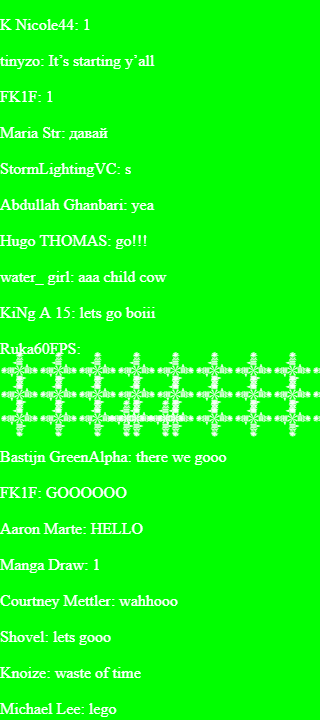 K Nicole44: 1
tinyzo: It's starting y'all
FK1F: 1
Maria Str: давай
StormLightingVC: s
Abdullah Ghanbari: yea
Hugo THOMAS: go!!!
water_ girl: aaa child cow
KiNg A 15: lets go boiii
Ruka60FPS:
Bastijn GreenAlpha: there we gooo
FK1F: GOOOOOO
Aaron Marte: HELLO
Manga Draw: 1
Courtney Mettler: wahhooo
Shovel: lets gooo
Knoize: waste of time
Michael Lee: lego